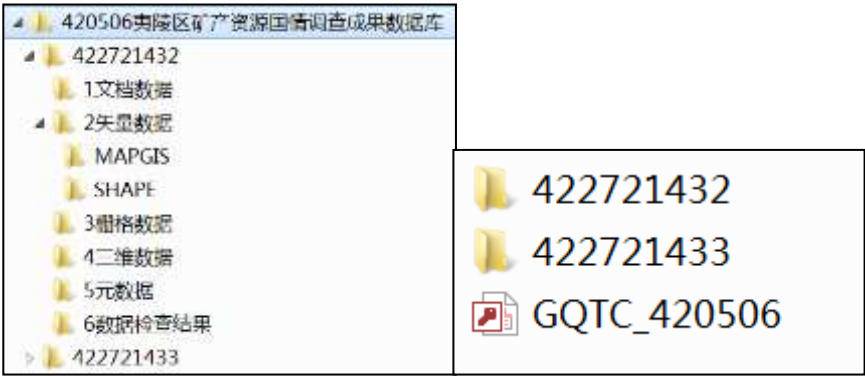 420506夷陵区矿产资源国情调查成果数据库
422721432
1文档数据
2矢量数据
MAPGIS
SHAPE
3栅格数据
4三维数据
5元数据
6数据检查结果
422721433
422721432
422721433
GQTC_420506